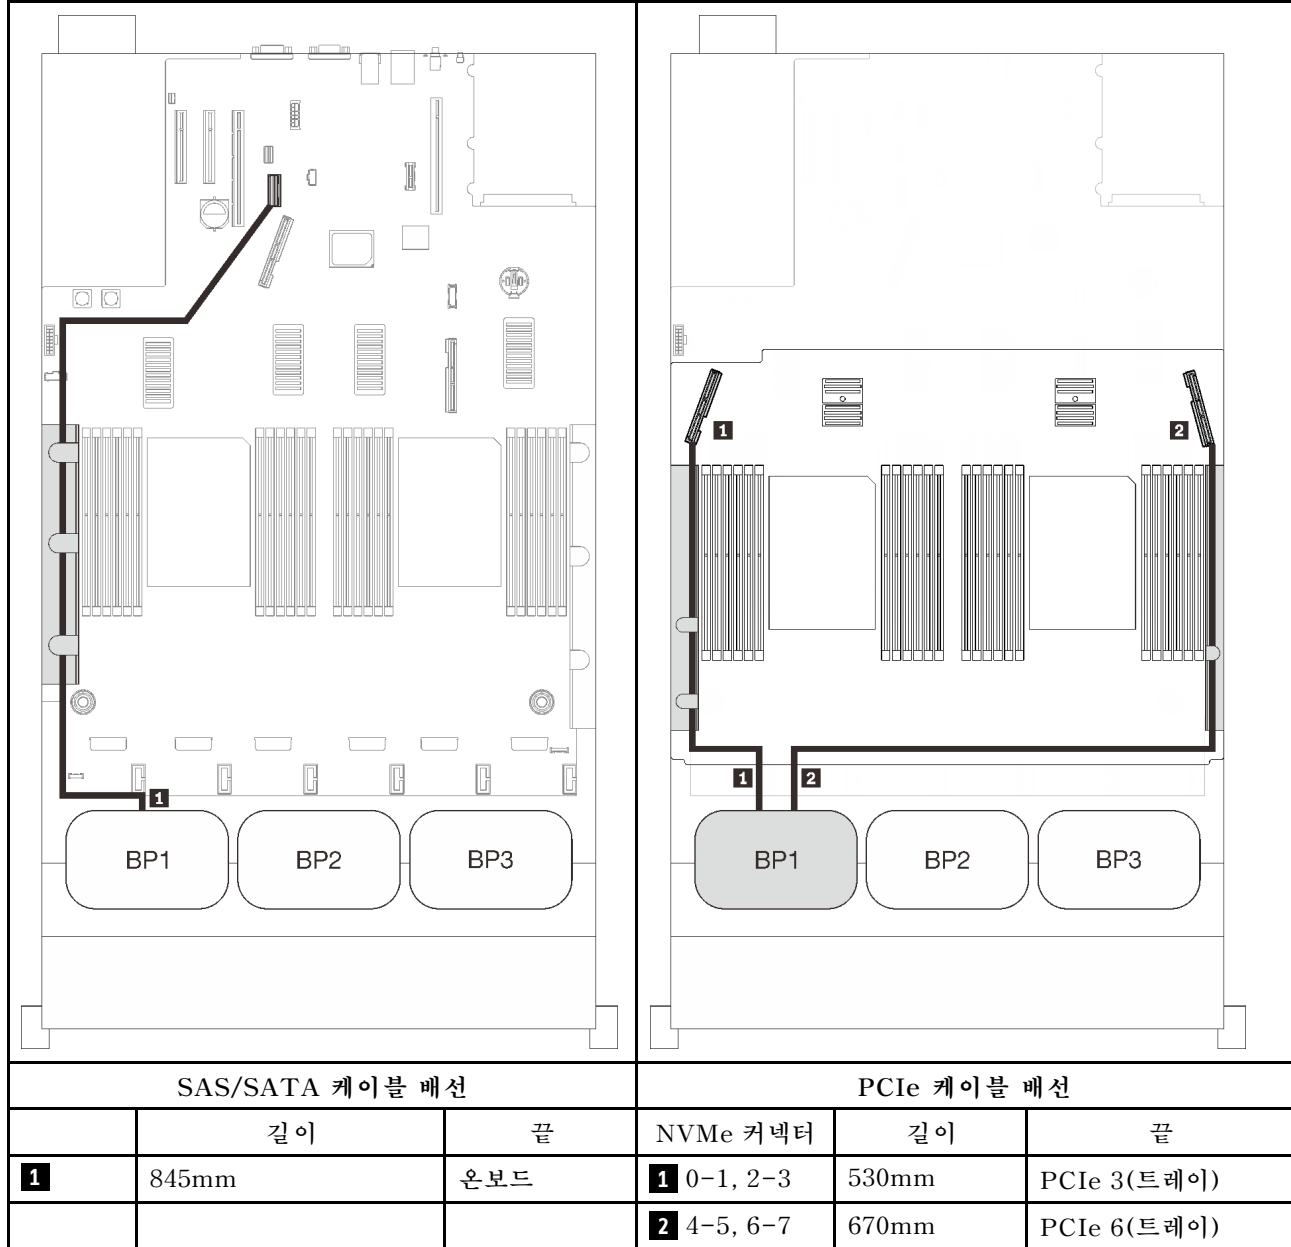 1
BP1
BP2
BP3
1
2
1
2
BP1
BP2
BP3
SAS/SATA 케이블 배선
PCIe 케이블 배선
길이
끝
NVMe 커넥터
길이
끝
1
845mm
온보드
1 0-1, 2-3
530mm
PCIe 3(트레이)
2 4-5, 6-7
670mm
PCIe 6(트레이)